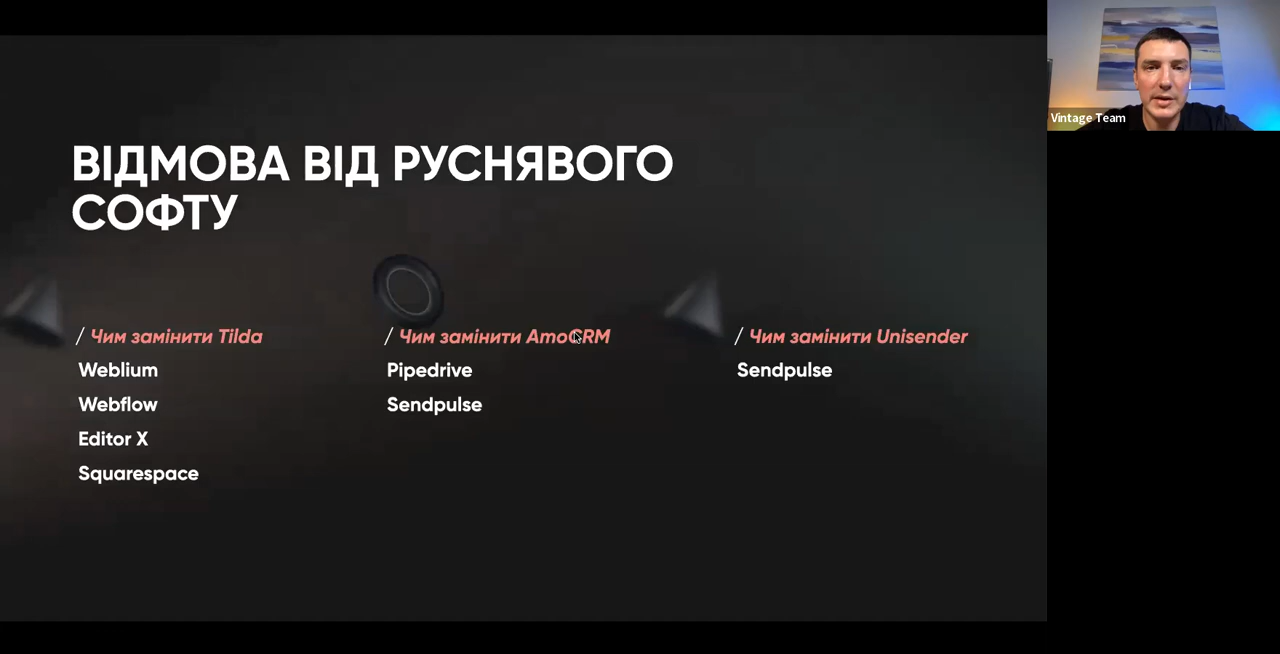 ВІДМОВА ВІД РУСНЯВОГО
СОФТУ
/ Чим замінити Tilda
Weblium
Webflow
Editor X
Squarespace
/ Чим замінити AmoCRM
Pipedrive
Sendpulse
/ Чим замінити Unisender
Sendpulse
Vintage Team